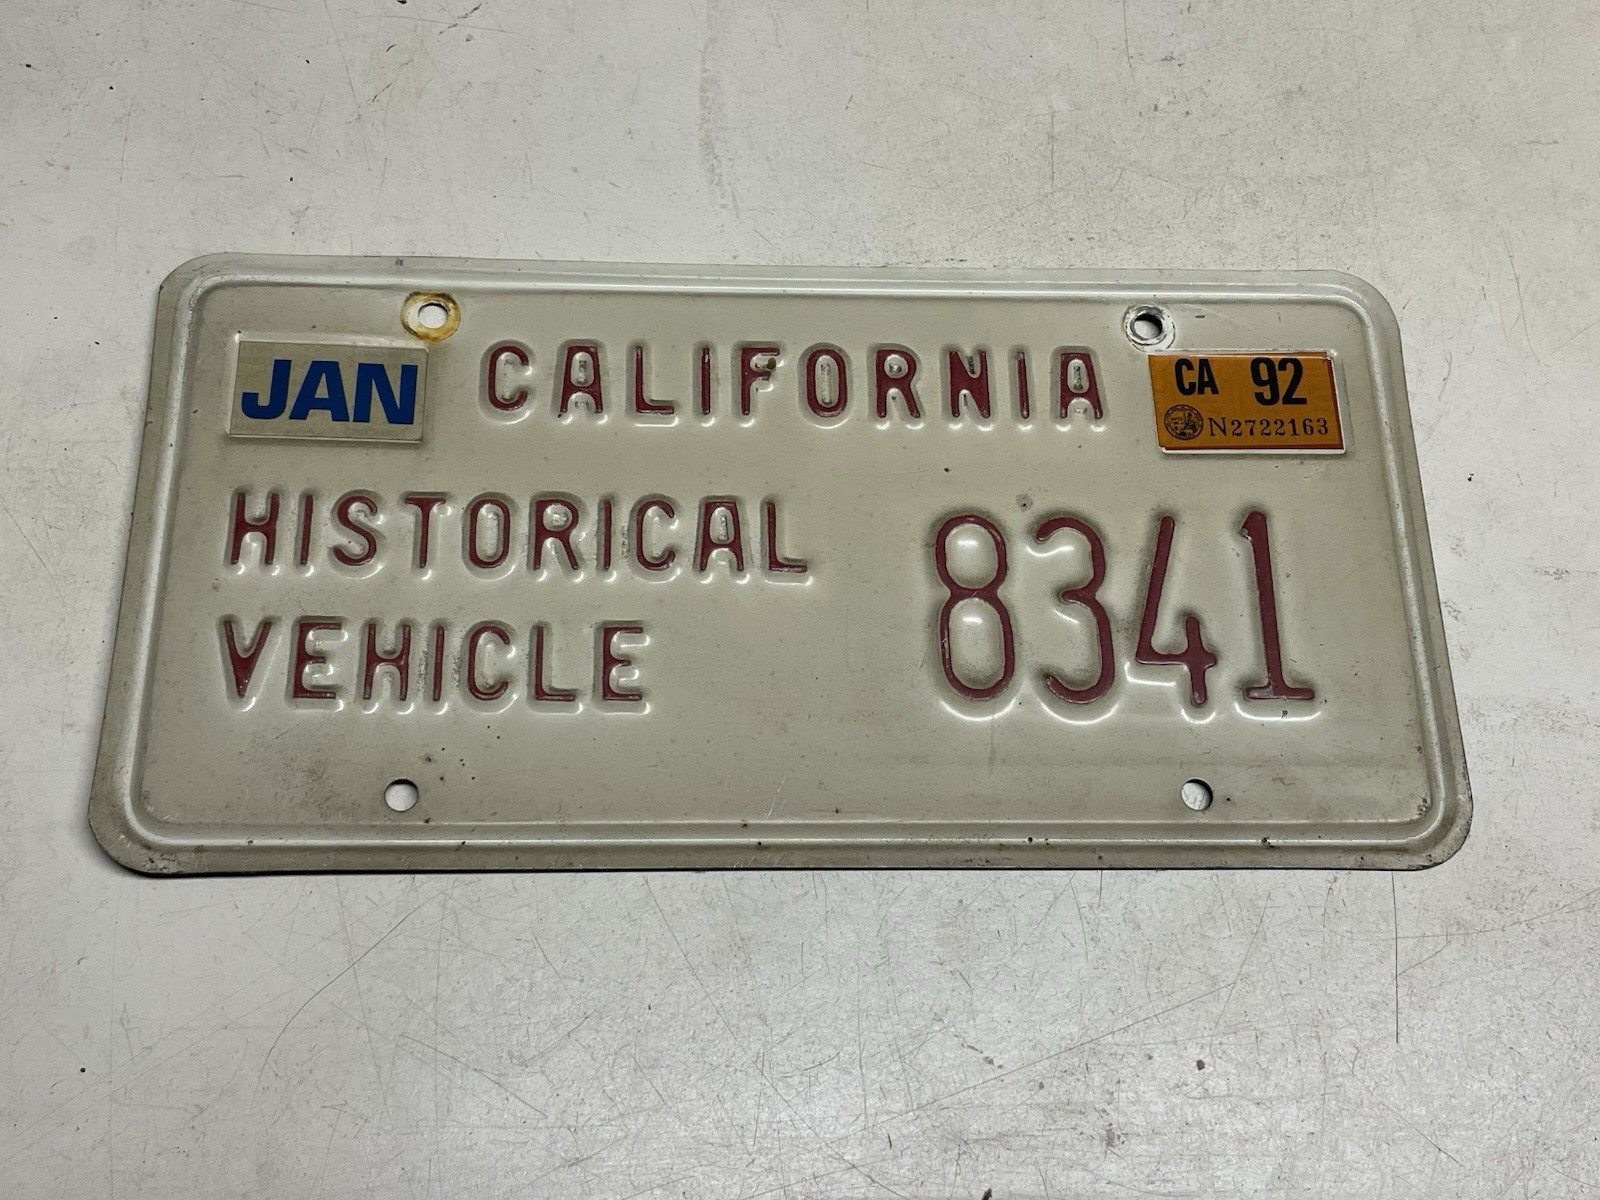 JAN
CALIFORNIA
CA 92
N2722163
HISTORICAL
VEHICLE
8341